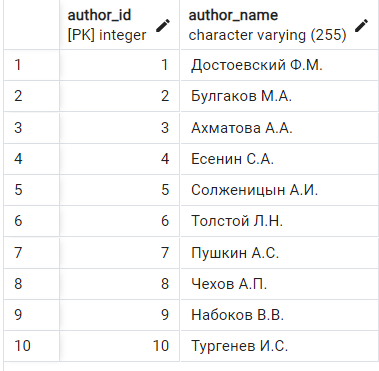 author_id author_name
[PK] integer character varying (255)
1 1 Достоевский Ф.М.
2 2 Булгаков М.А.
3 3 Ахматова А.А.
4 4 Есенин С.А.
5 5 Солженицын А.И.
6 6 Толстой Л.Н.
7 7 Пушкин А.С.
8 8 Чехов А.П.
9 9 Набоков В.В.
10 10 Тургенев И.С.